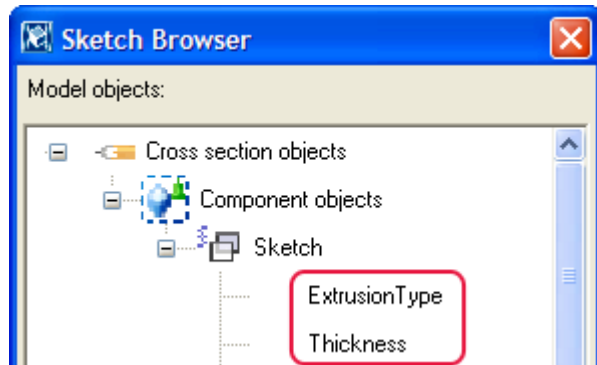 Sketch Browser
Model objects:
Cross section objects
Component objects
Sketch
ExtrusionType
Thickness